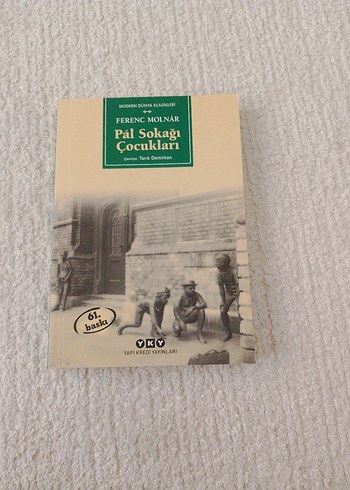 MODERN DÜNYA KLASİKLERİ
FERENC MOLNÁR
Pál Sokağı
Çocukları
Çeviren: Tarık Demirkan
61.
baskı
YKY
YAPI KREDİ YAYINLARI